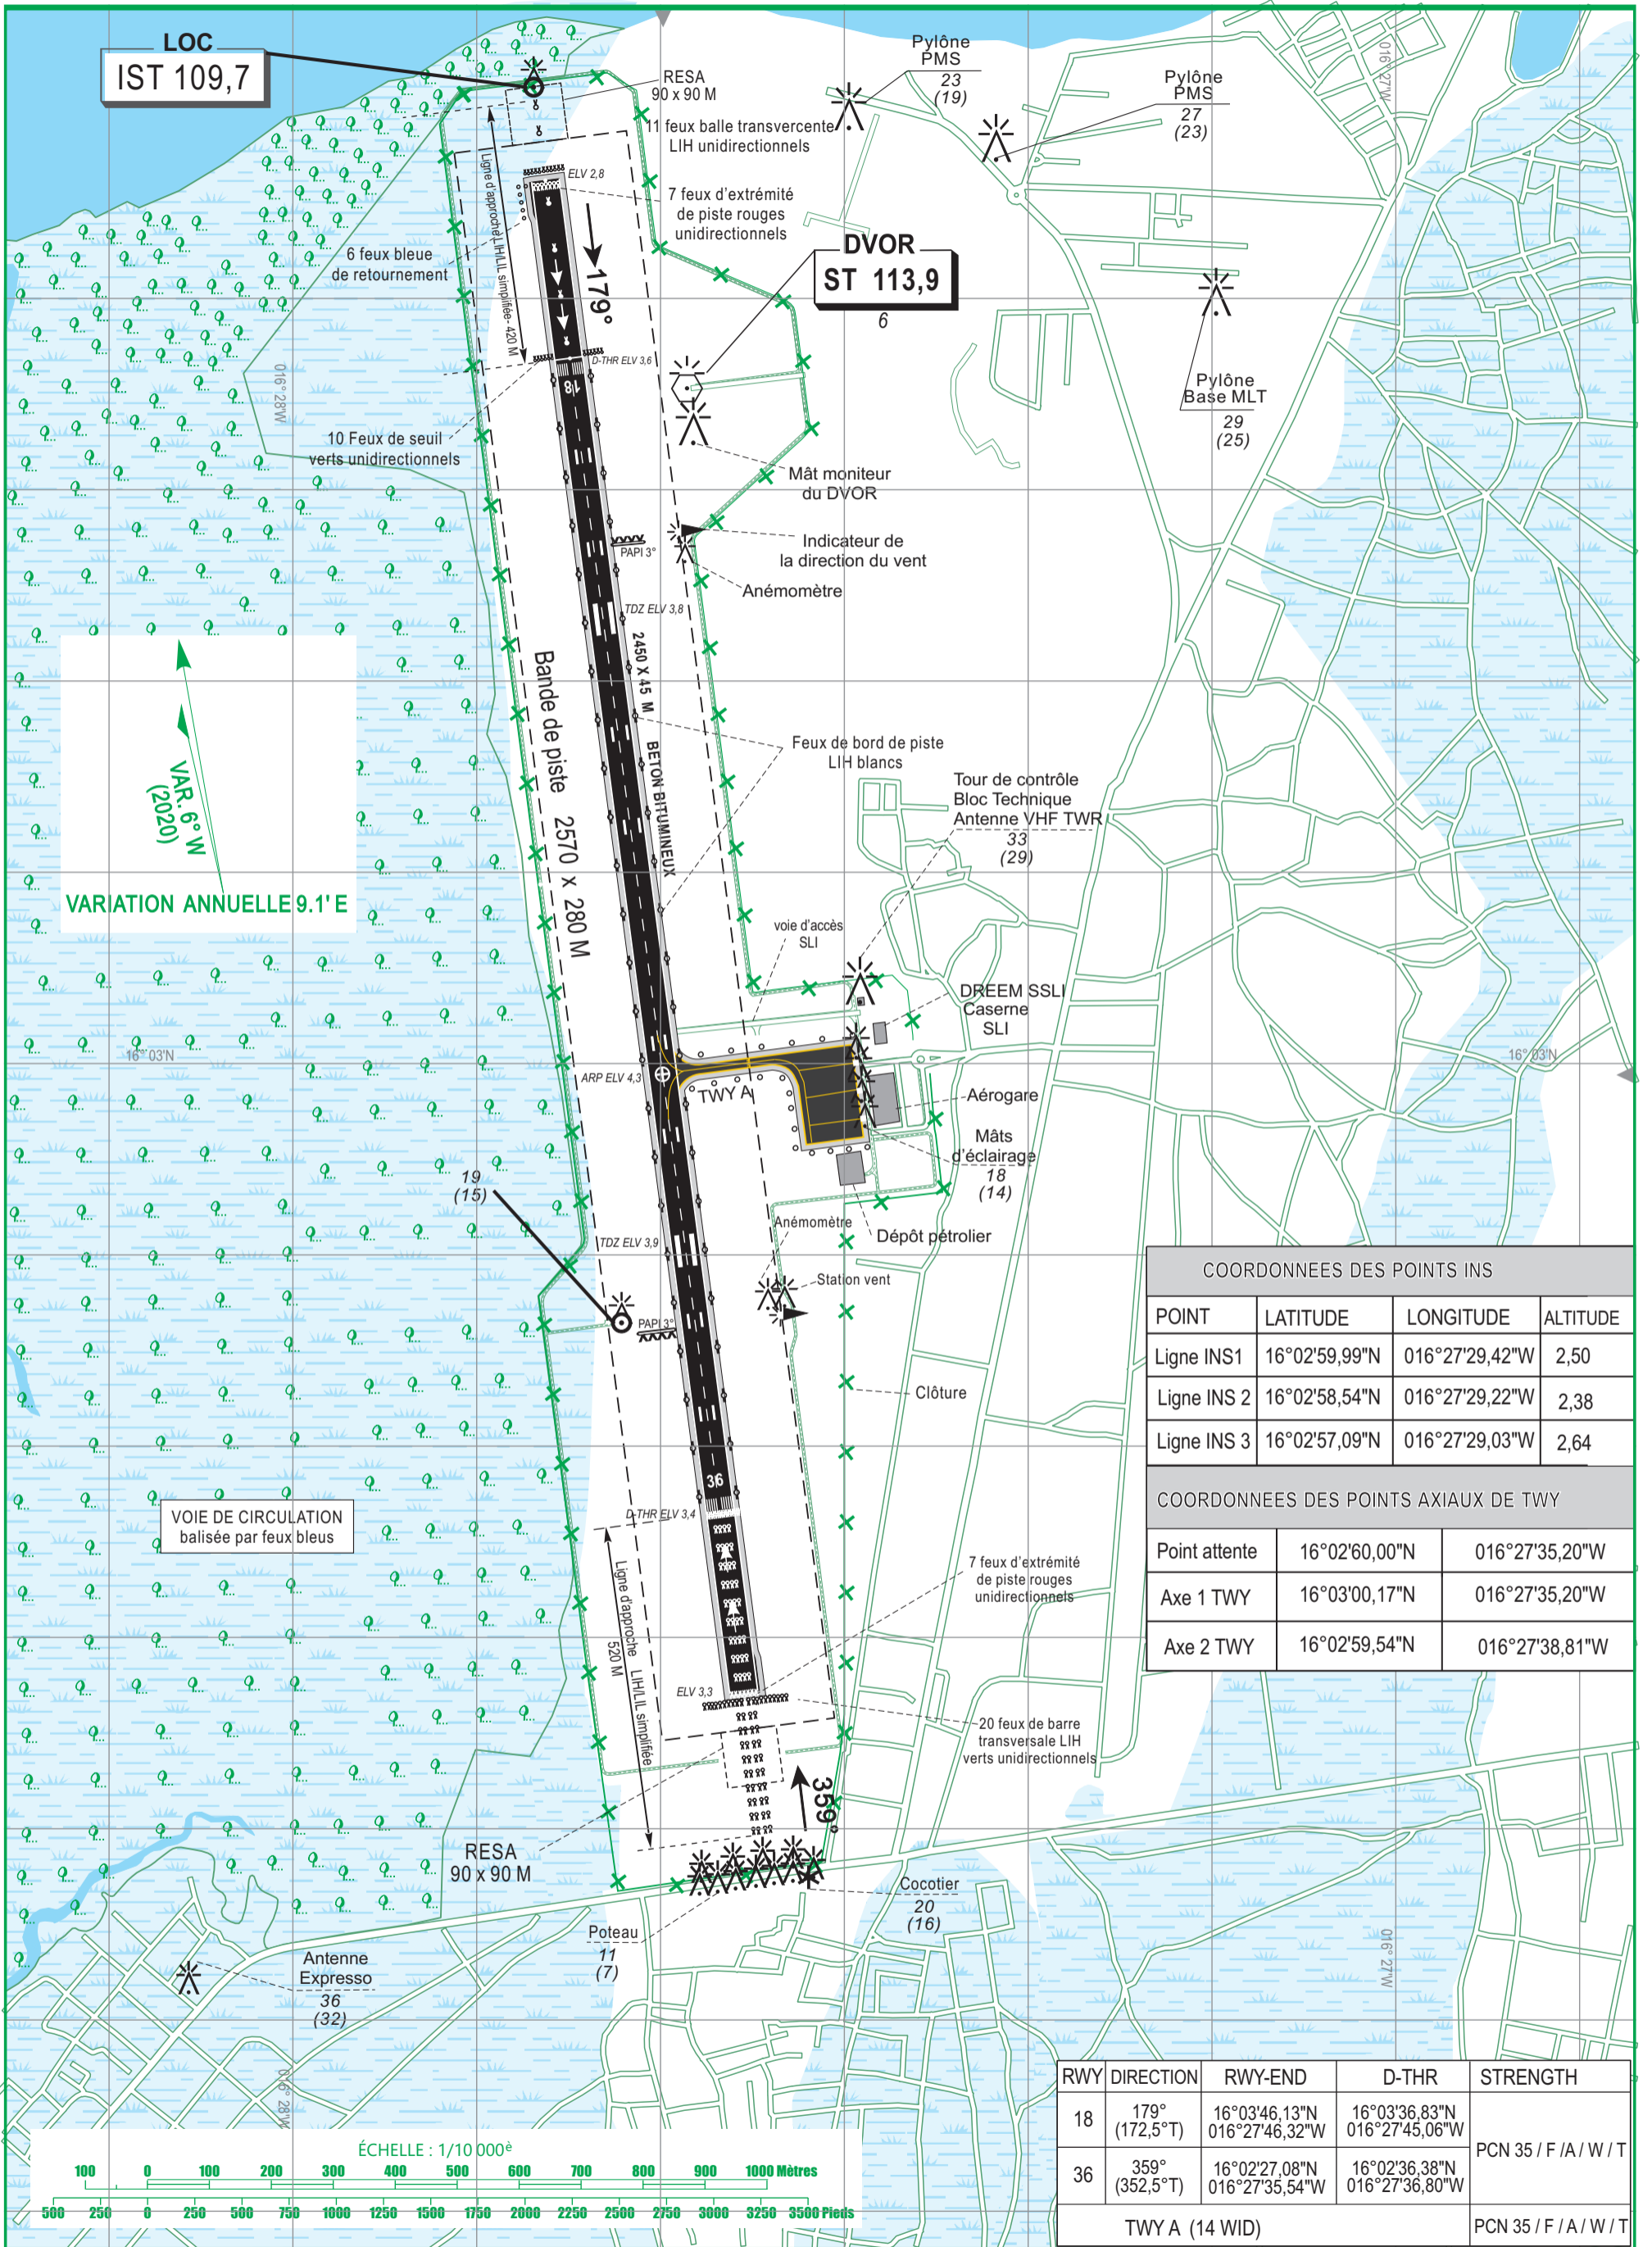 LOC
IST 109,7
RESA
90 x 90 M
11 feux balle transvercente
LIH unidirectionnels
Pylône
PMS
23
(19)
Pylône
PMS
27
(23)
016° 27'W
ELV 2,8
7 feux d'extrémité
de piste rouges
unidirectionnels
Ligne d'approche LIH/LIL simplifiée- 420 M
6 feux bleue
de retournement
179°
DVOR
ST 113,9
6
D-THR ELV 3,6
18
016° 28'W
Pylône
Base MLT
29
(25)
10 Feux de seuil
verts unidirectionnels
Mât moniteur
du DVOR
PAPI 3°
Indicateur de
la direction du vent
Anémomètre
TDZ ELV 3,8
2450 X 45 M BETON BITUMINEUX
Bande de piste 2570 x 280 M
VAR. 6° W
(2020)
VARIATION ANNUELLE 9.1' E
Feux de bord de piste
LIH blancs
Tour de contrôle
Bloc Technique
Antenne VHF TWR
33
(29)
voie d'accès
SLI
DREEM SSLI
Caserne
SLI
16° 03'N
16° 03'N
ARP ELV 4,3
TWY A
Aérogare
Mâts
d'éclairage
18
(14)
19
(15)
Anémomètre
Dépôt pétrolier
TDZ ELV 3,9
Station vent
PAPI 3°
Clôture
COORDONNEES DES POINTS INS
POINT LATITUDE LONGITUDE ALTITUDE
Ligne INS1 16°02'59,99"N 016°27'29,42"W 2,50
Ligne INS 2 16°02'58,54"N 016°27'29,22"W 2,38
Ligne INS 3 16°02'57,09"N 016°27'29,03"W 2,64
COORDONNEES DES POINTS AXIAUX DE TWY
Point attente 16°02'60,00"N 016°27'35,20"W
Axe 1 TWY 16°03'00,17"N 016°27'35,20"W
Axe 2 TWY 16°02'59,54"N 016°27'38,81"W
36
D-THR ELV 3,4
VOIE DE CIRCULATION
balisée par feux bleus
Ligne d'approche LIH/LIL simplifiée
520 M
7 feux d'extrémité
de piste rouges
unidirectionnels
ELV 3,3
20 feux de barre
transversale LIH
verts unidirectionnels
359°
RESA
90 x 90 M
Cocotier
20
(16)
Poteau
11
(7)
Antenne
Expresso
36
(32)
016° 27'W
016° 28'W
RWY DIRECTION RWY-END D-THR STRENGTH
18 179° (172,5°T) 16°03'46,13"N 016°27'46,32"W 16°03'36,83"N 016°27'45,06"W PCN 35 / F /A / W / T
36 359° (352,5°T) 16°02'27,08"N 016°27'35,54"W 16°02'36,38"N 016°27'36,80"W
TWY A (14 WID) PCN 35 / F / A / W / T
ÉCHELLE : 1/10 000è
100 0 100 200 300 400 500 600 700 800 900 1000 Mètres
500 250 0 250 500 750 1000 1250 1500 1750 2000 2250 2500 2750 3000 3250 3500 Pieds